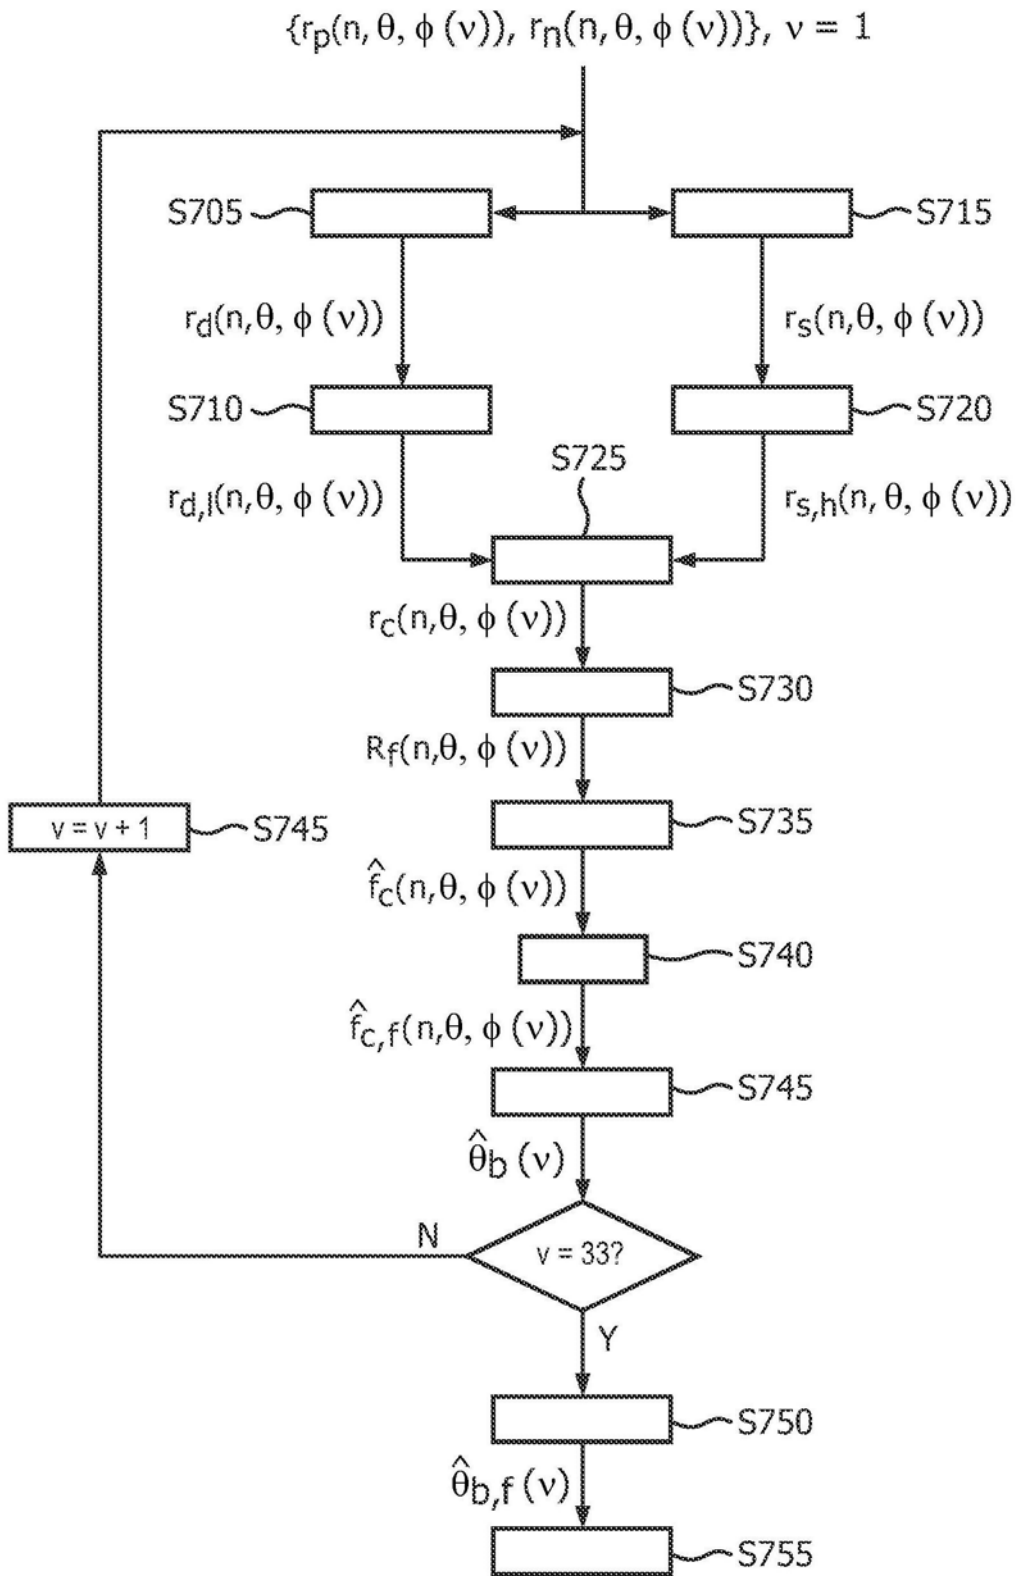 {r_p(n, θ, ϕ (ν)), r_n(n, θ, ϕ (ν))}, ν = 1
S705
S715
r_d(n,θ, ϕ (ν))
r_s(n,θ, ϕ (ν))
S710
S720
S725
r_d,l(n,θ, ϕ (ν))
r_s,h(n, θ, ϕ (ν))
r_c(n,θ, ϕ (ν))
S730
R_f(n,θ, ϕ (ν))
v = v + 1
S745
S735
f̂_c(n,θ, ϕ (ν))
S740
f̂_c,f(n,θ, ϕ (ν))
S745
θ̂_b (ν)
N
v = 33?
Y
S750
θ̂_b,f (ν)
S755